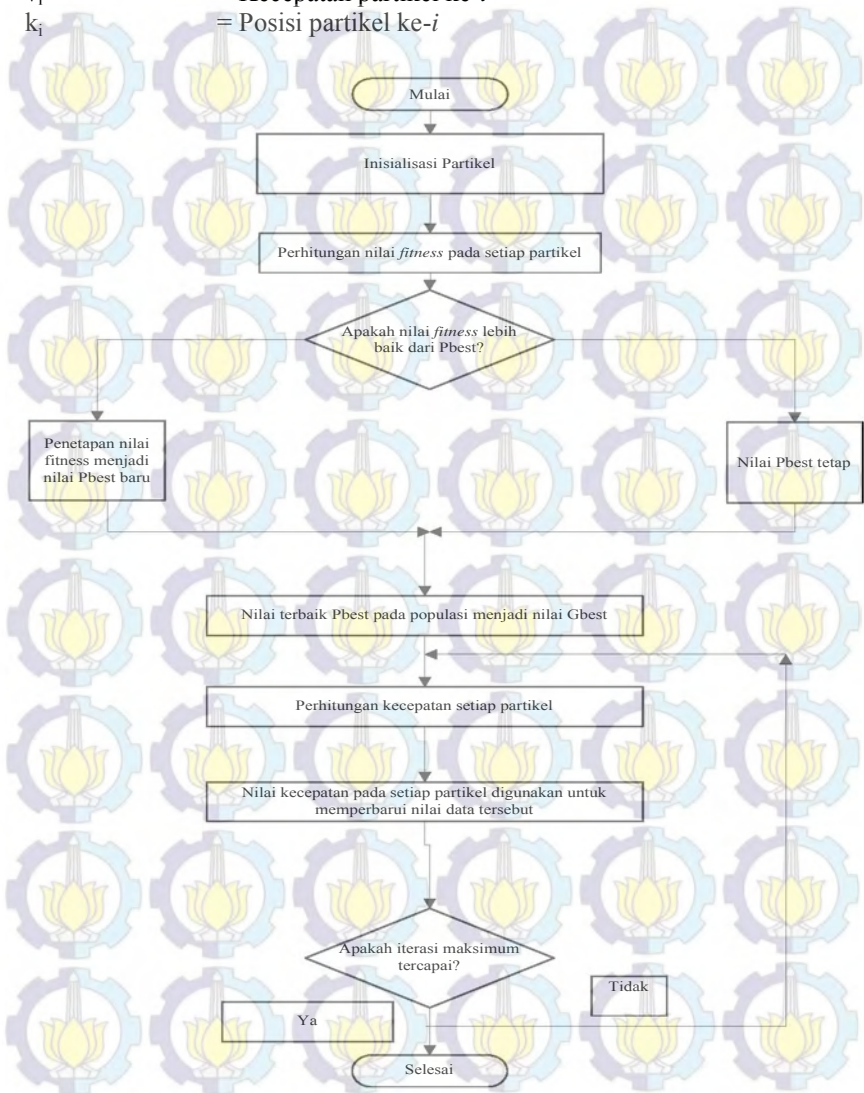 kᵢ = Posisi partikel ke-i
Mulai
Inisialisasi Partikel
Perhitungan nilai fitness pada setiap partikel
Apakah nilai fitness lebih
baik dari Pbest?
Penetapan nilai
fitness menjadi
nilai Pbest baru
Nilai Pbest tetap
Nilai terbaik Pbest pada populasi menjadi nilai Gbest
Perhitungan kecepatan setiap partikel
Nilai kecepatan pada setiap partikel digunakan untuk
memperbarui nilai data tersebut
Apakah iterasi maksimum
tercapai?
Tidak
Ya
Selesai